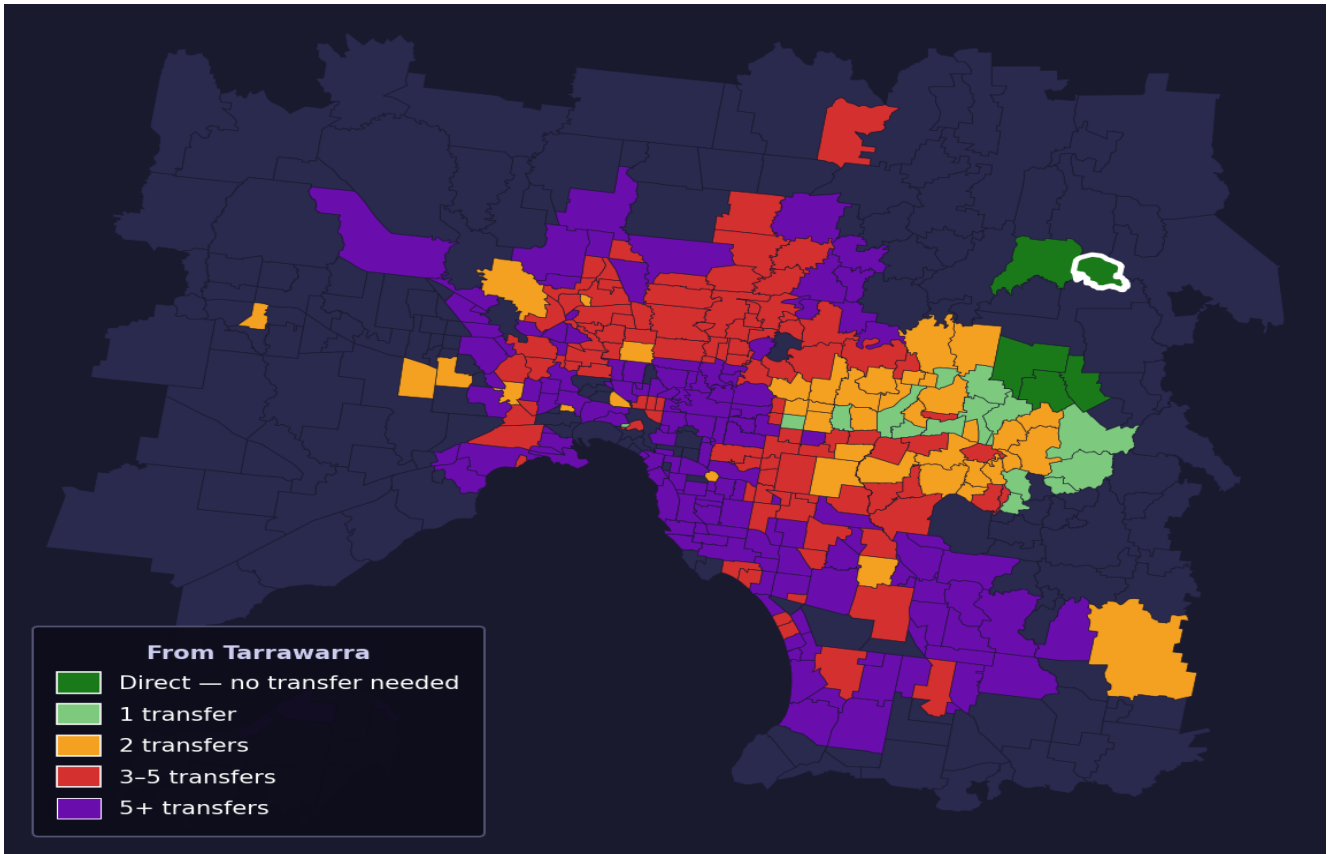 From Tarrawarra
Direct — no transfer needed
1 transfer
2 transfers
3–5 transfers
5+ transfers